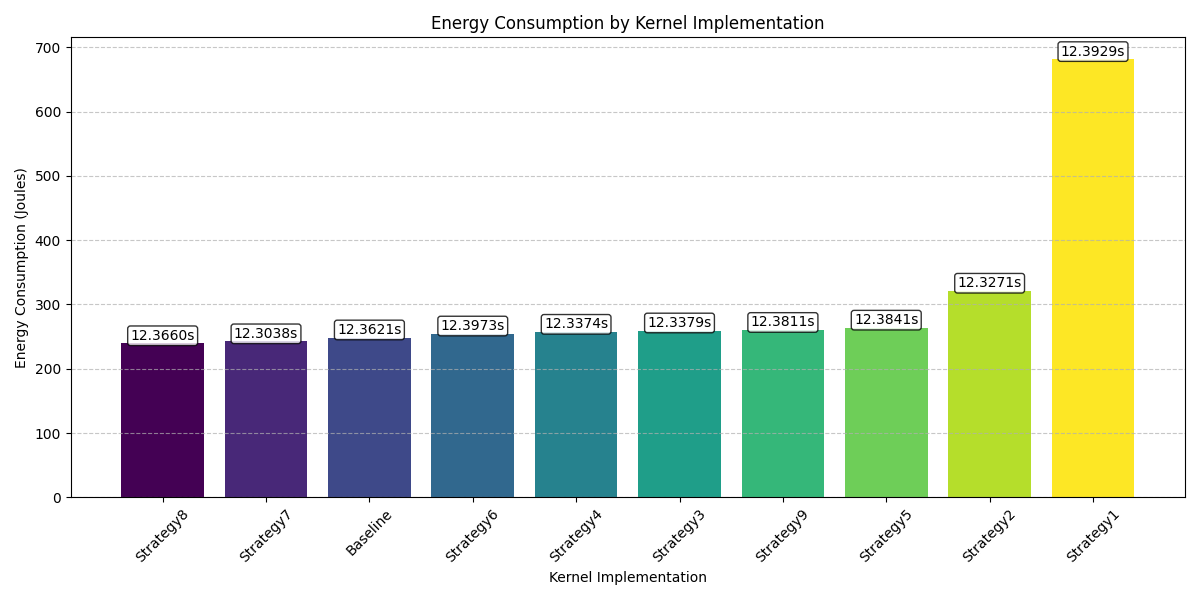 Energy Consumption by Kernel Implementation
Energy Consumption (Joules)
700
600
500
400
300
200
100
0
12.3660s
12.3038s
12.3621s
12.3973s
12.3374s
12.3379s
12.3811s
12.3841s
12.3271s
12.3929s
Strategy8
Strategy7
Baseline
Strategy6
Strategy4
Strategy3
Strategy9
Strategy5
Strategy2
Strategy1
Kernel Implementation